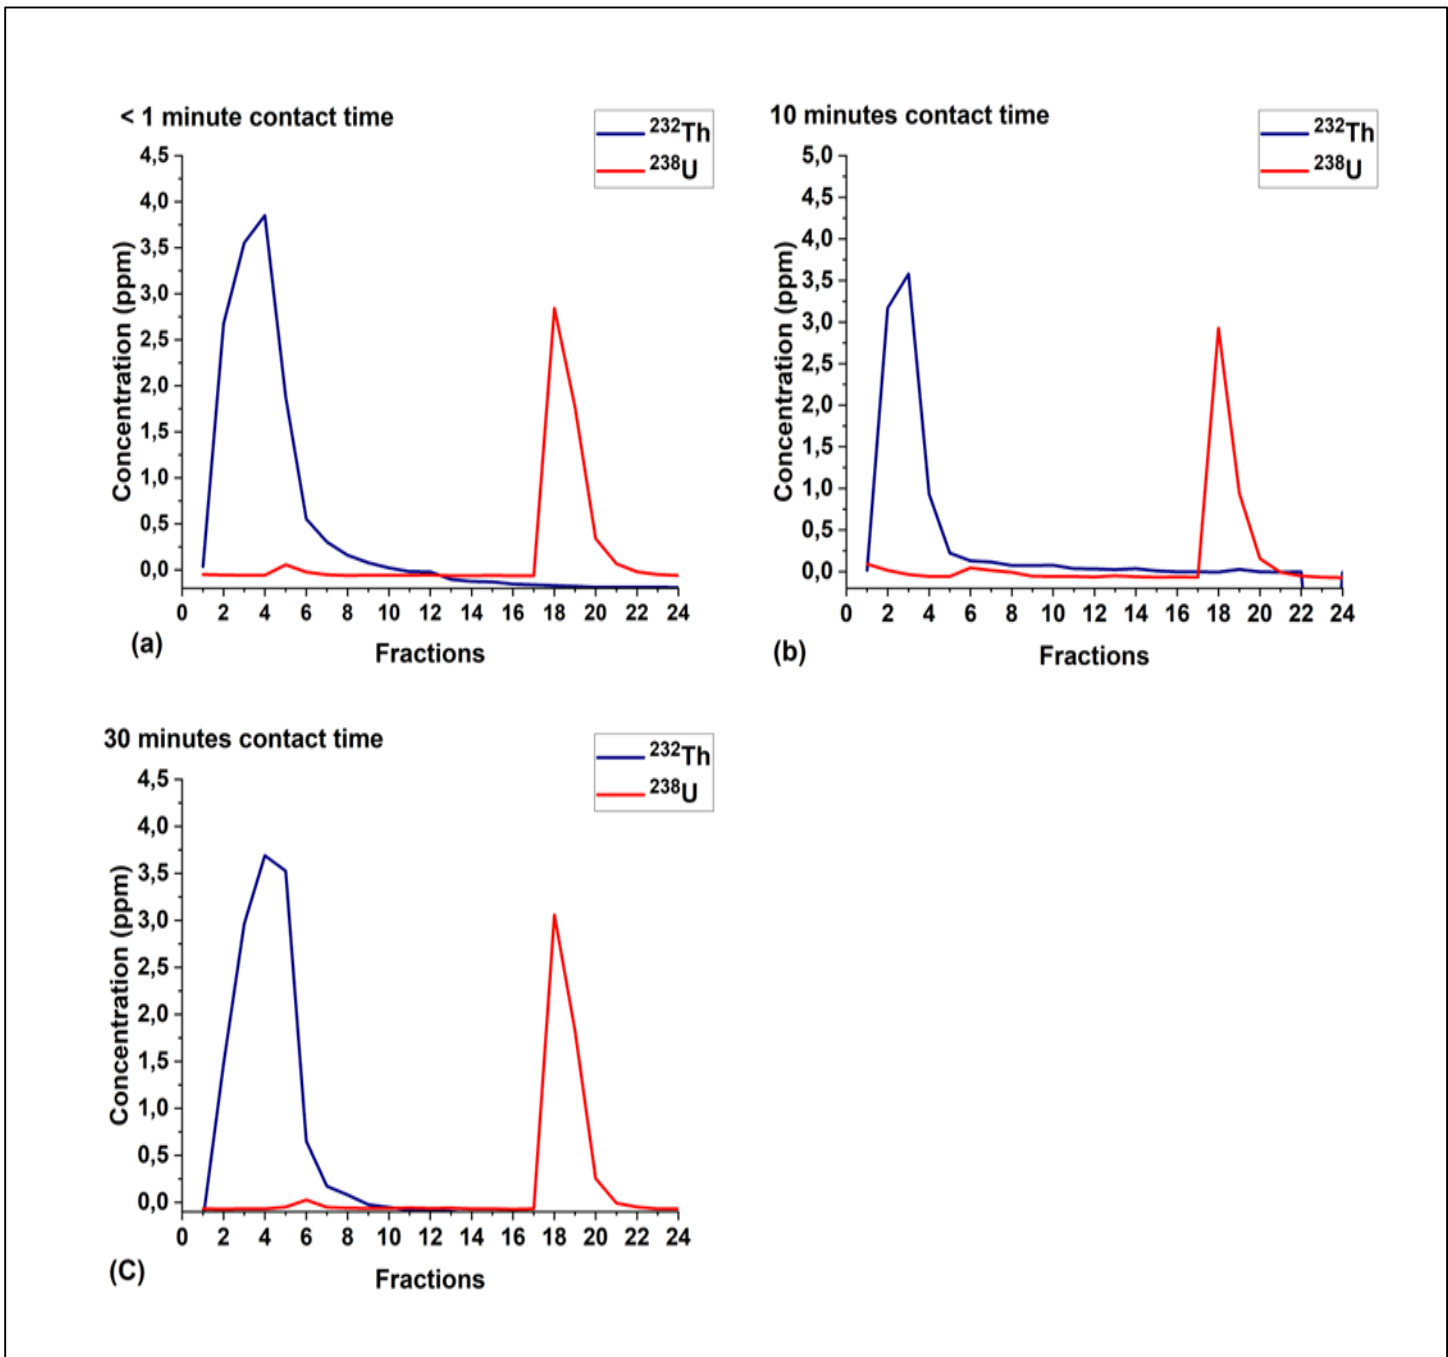 < 1 minute contact time
²³²Th
²³⁸U
4,5
4,0
3,5
3,0
2,5
2,0
1,5
1,0
0,5
0,0
Concentration (ppm)
0 2 4 6 8 10 12 14 16 18 20 22 24
Fractions
(a)
10 minutes contact time
²³²Th
²³⁸U
5,0
4,5
4,0
3,5
3,0
2,5
2,0
1,5
1,0
0,5
0,0
Concentration (ppm)
0 2 4 6 8 10 12 14 16 18 20 22 24
Fractions
(b)
30 minutes contact time
²³²Th
²³⁸U
4,5
4,0
3,5
3,0
2,5
2,0
1,5
1,0
0,5
0,0
Concentration (ppm)
0 2 4 6 8 10 12 14 16 18 20 22 24
Fractions
(C)